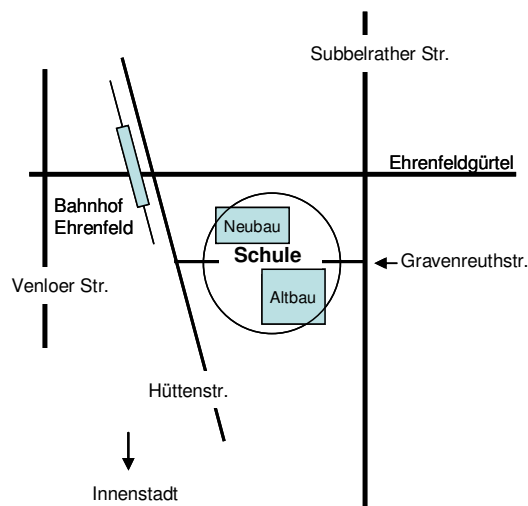 Subbelrather Str.
Ehrenfeldgürtel
Bahnhof
Ehrenfeld
Neubau
Schule
Gravenreuthstr.
Venloer Str.
Altbau
Hüttenstr.
Innenstadt